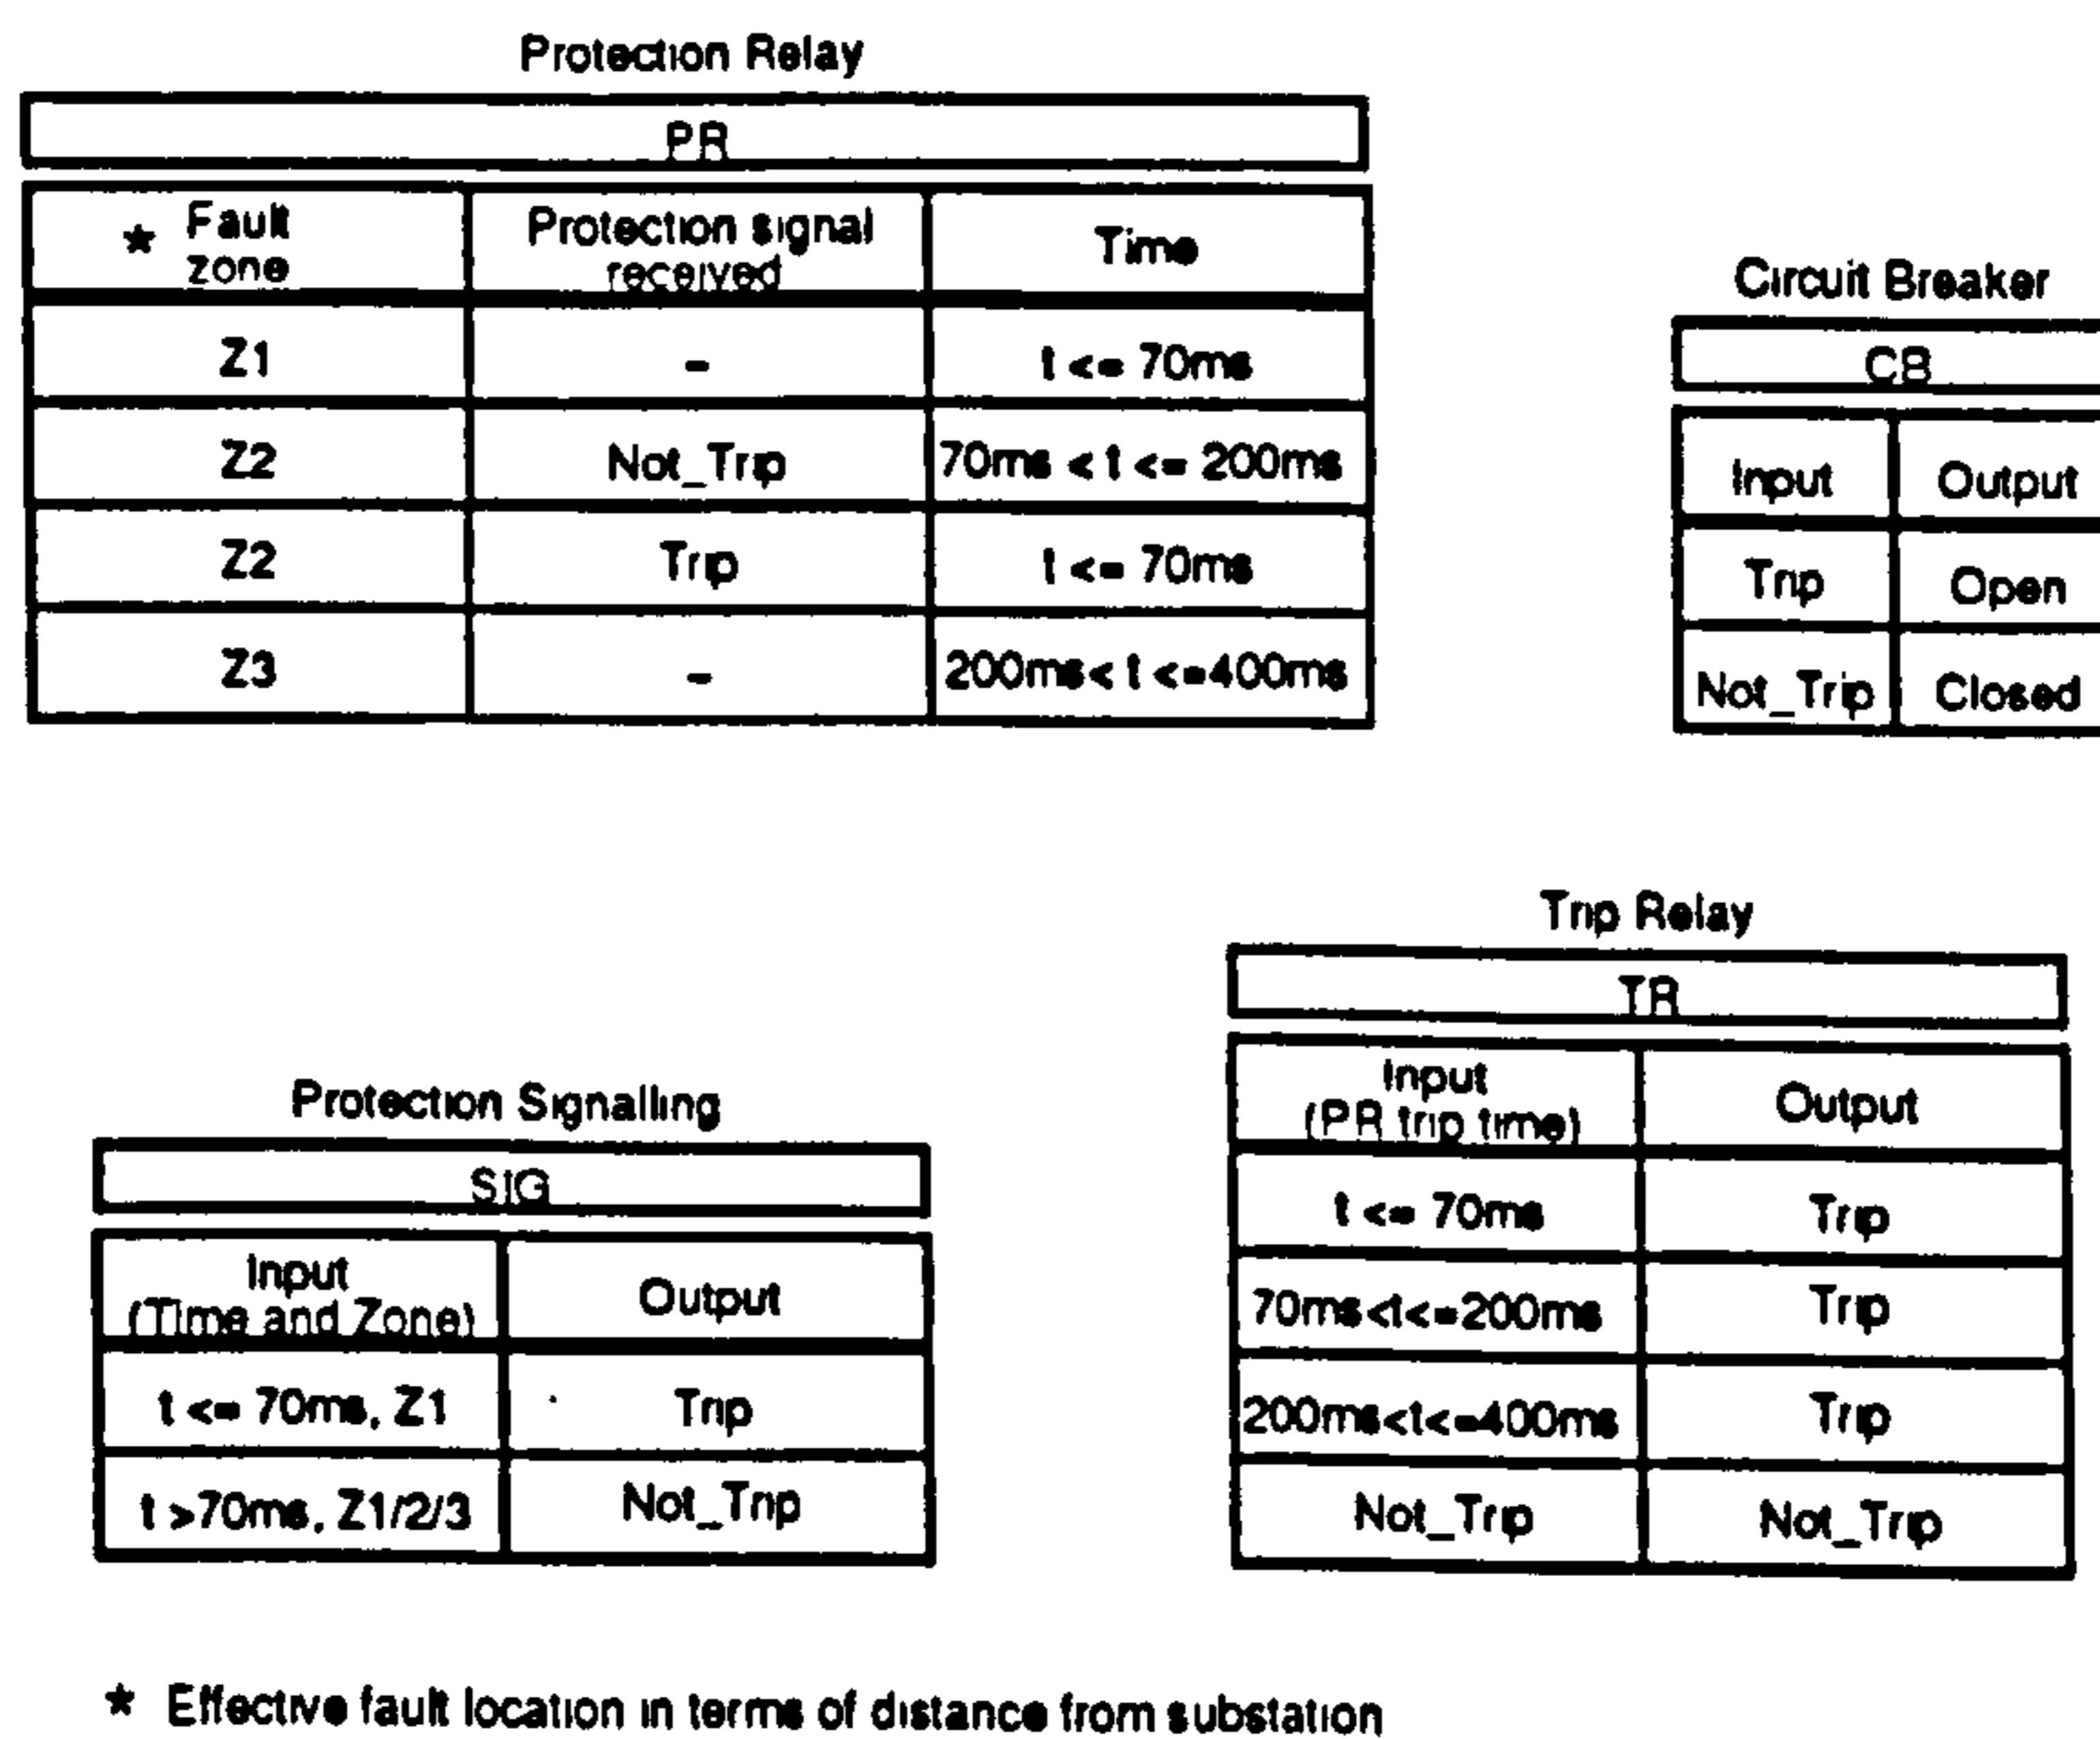 Protection Relay
PR
* Fault zone | Protection signal received | Time
Z1 | - | t <= 70ms
Z2 | Not_Trip | 70ms < t <= 200ms
Z2 | Trip | t <= 70ms
Z3 | - | 200ms< t <=400ms
Circuit Breaker
CB
Input | Output
Trip | Open
Not_Trip | Closed
Protection Signalling
SIG
Input (Time and Zone) | Output
t <= 70ms, Z1 | Trip
t >70ms, Z1/2/3 | Not_Trip
Trip Relay
TR
Input (PR trip time) | Output
t <= 70ms | Trip
70ms<t<=200ms | Trip
200ms<t<=400ms | Trip
Not_Trip | Not_Trip
* Effective fault location in terms of distance from substation